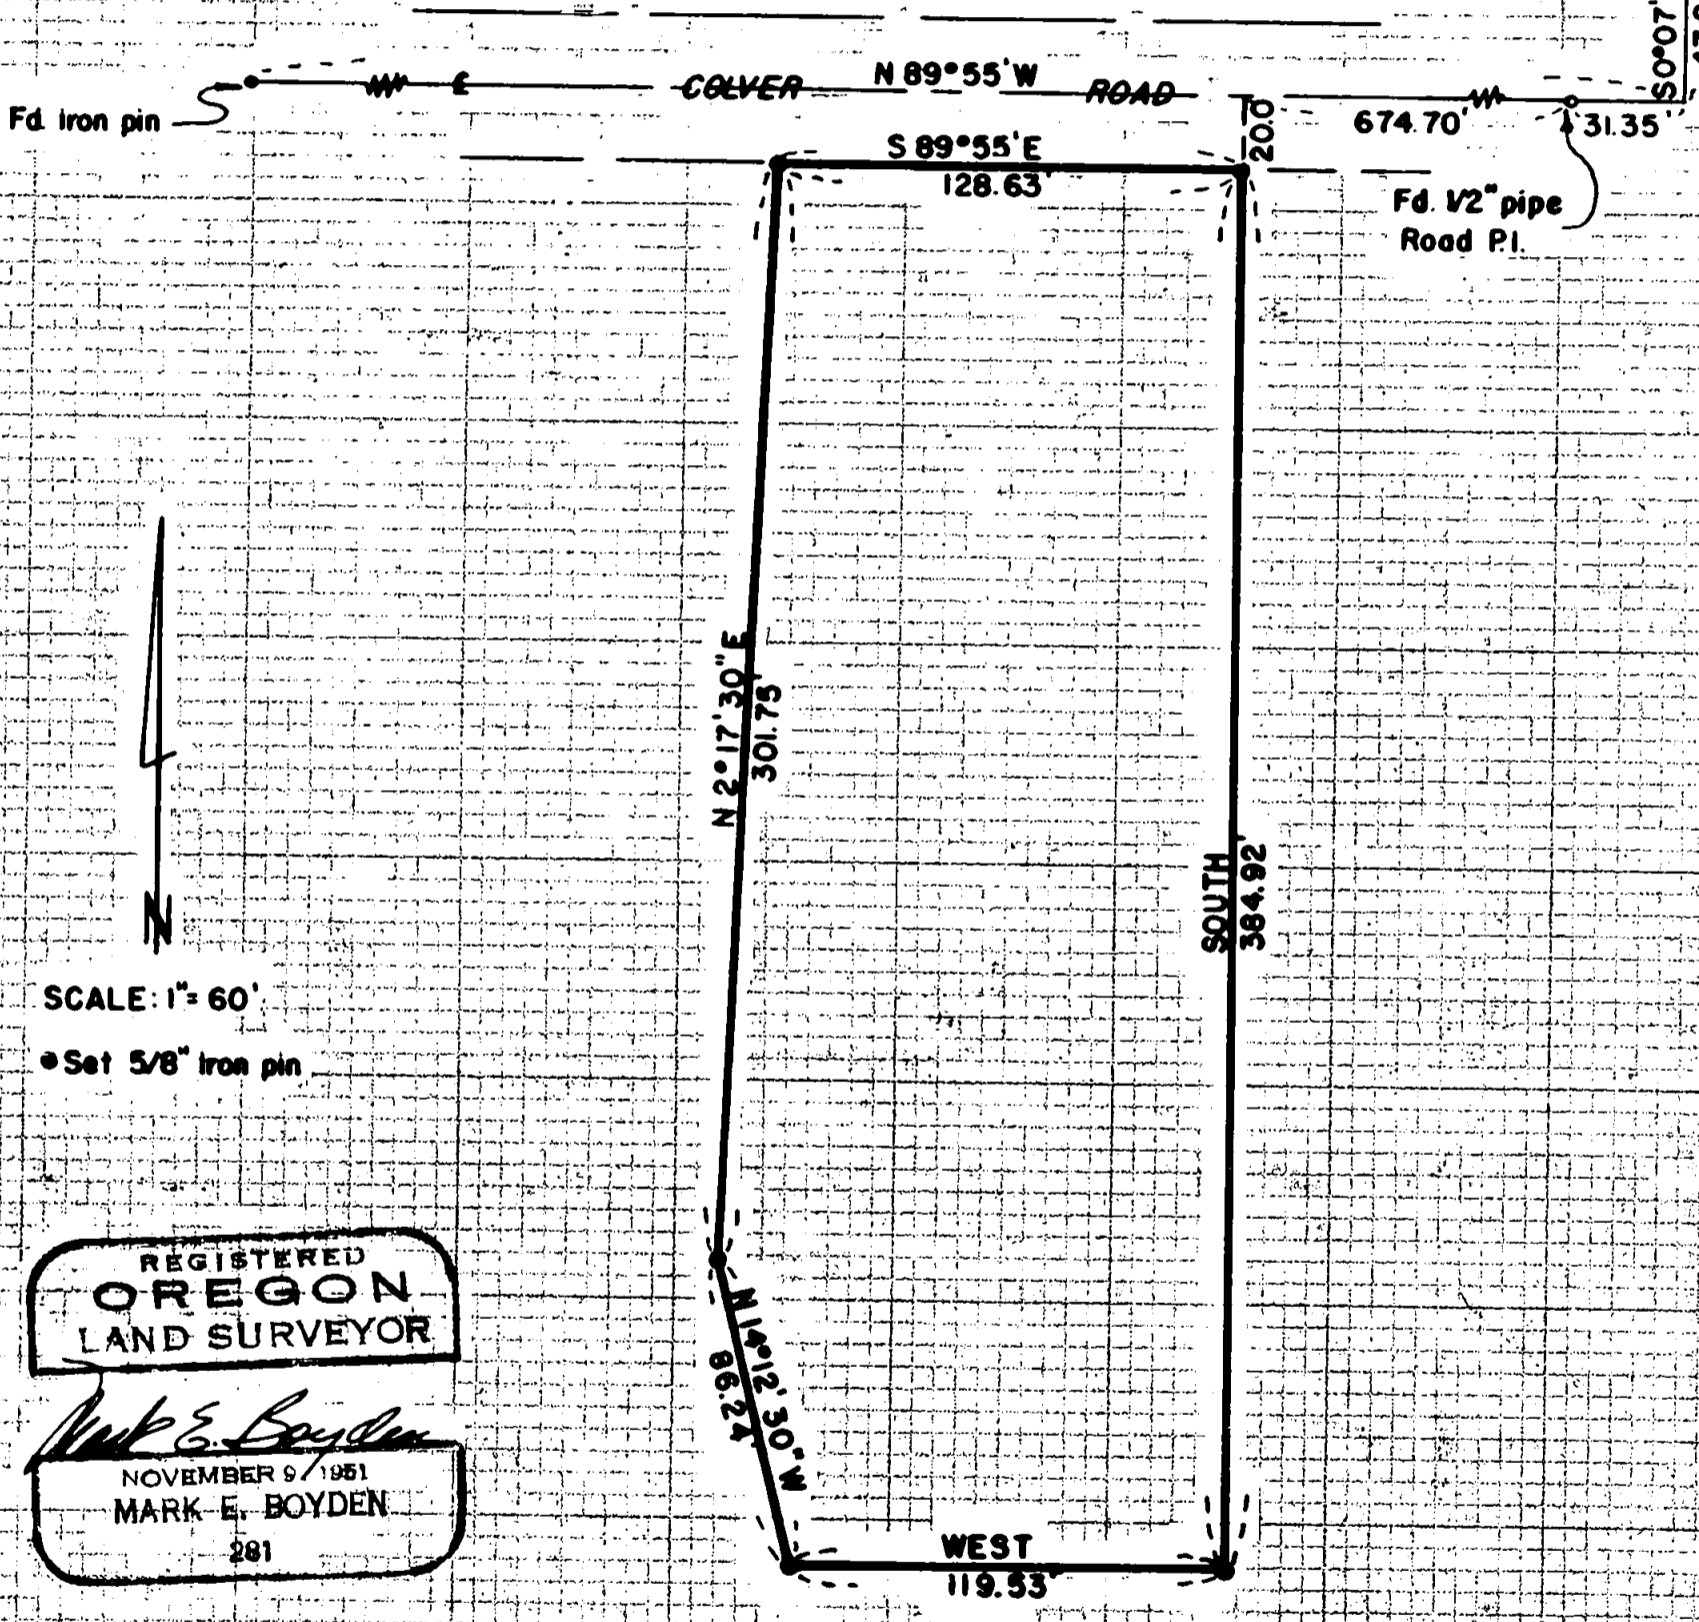 S0°07'
N 89°55'W
COLVER ROAD
Fd. iron pin
674.70'
31.35'
20.0
S 89°55'E
128.63'
Fd. 1/2" pipe
Road P.I.
N 2°17'30" E
301.75'
SOUTH
384.92'
N
SCALE: 1"= 60'
Set 5/8" iron pin
REGISTERED
OREGON
LAND SURVEYOR
Mark E. Boyden
NOVEMBER 9, 1951
MARK E. BOYDEN
281
N 14°12'30" W
86.24'
WEST
119.53'